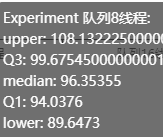 Experiment 队列8线程:
upper: 108.13222500000
Q3: 99.67545000000001
median: 96.35355
Q1: 94.0376
lower: 89.6473